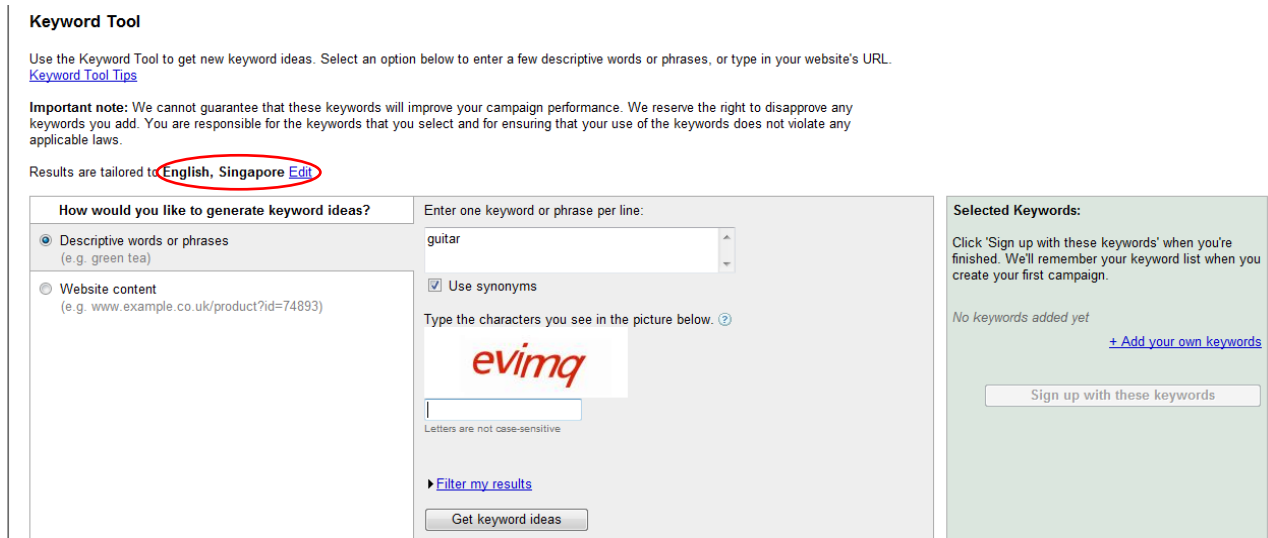 Keyword Tool
Use the Keyword Tool to get new keyword ideas. Select an option below to enter a few descriptive words or phrases, or type in your website's URL.
Keyword Tool Tips
Important note: We cannot guarantee that these keywords will improve your campaign performance. We reserve the right to disapprove any
keywords you add. You are responsible for the keywords that you select and for ensuring that your use of the keywords does not violate any
applicable laws.
Results are tailored to English, Singapore Edit
How would you like to generate keyword ideas?
Descriptive words or phrases
(e.g. green tea)
Website content
(e.g. www.example.co.uk/product?id=74893)
Enter one keyword or phrase per line:
guitar
Use synonyms
Type the characters you see in the picture below. ?
evimq
Letters are not case-sensitive
Filter my results
Get keyword ideas
Selected Keywords:
Click 'Sign up with these keywords' when you're
finished. We'll remember your keyword list when you
create your first campaign.
No keywords added yet
+ Add your own keywords
Sign up with these keywords